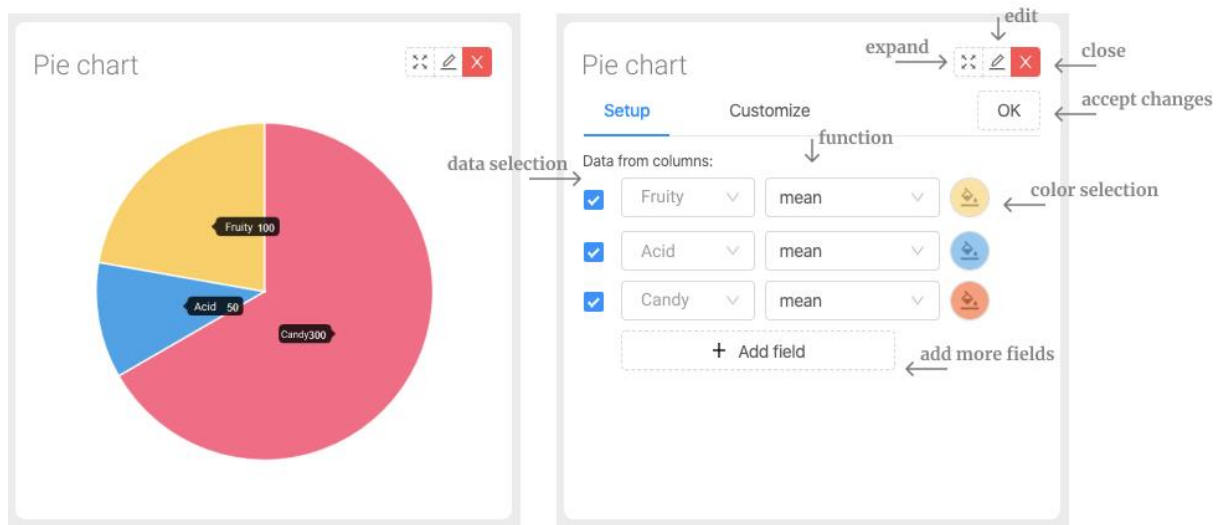 Pie chart
Fruity 100
Acid 50
Candy300
edit
expand
close
Pie chart
accept changes
Setup Customize OK
function
data selection
Data from columns:
Fruity mean
color selection
Acid mean
Candy mean
+ Add field
add more fields